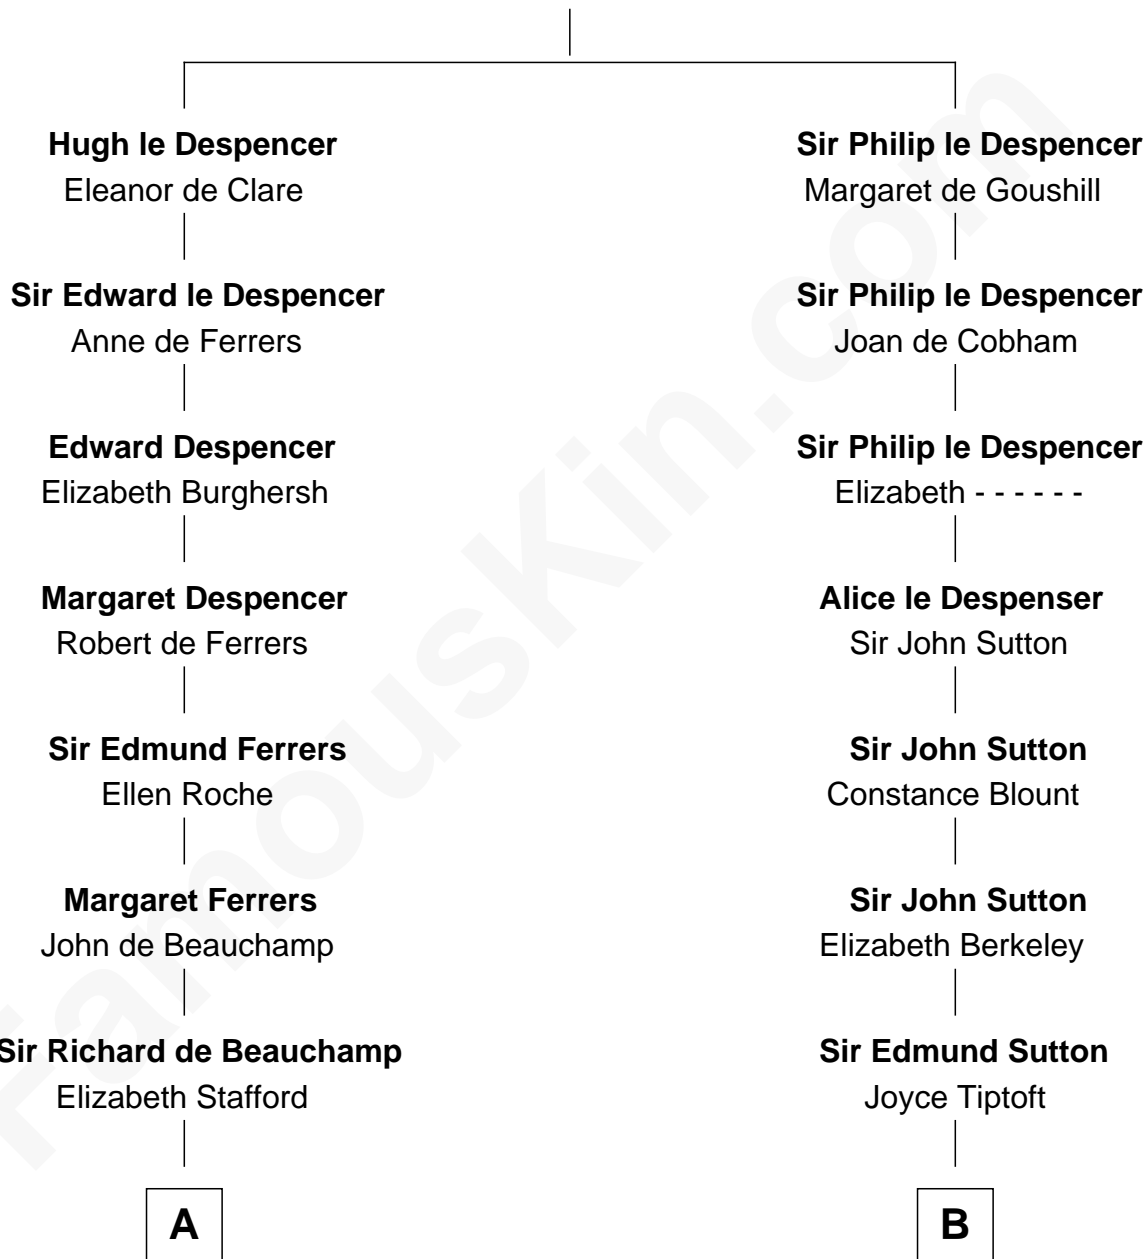 Hugh le Despencer
Eleanor de Clare
Sir Edward le Despencer
Anne de Ferrers
Edward Despencer
Elizabeth Burghersh
Margaret Despencer
Robert de Ferrers
Sir Edmund Ferrers
Ellen Roche
Margaret Ferrers
John de Beauchamp
Sir Richard de Beauchamp
Elizabeth Stafford
A
Sir Philip le Despencer
Margaret de Goushill
Sir Philip le Despencer
Joan de Cobham
Sir Philip le Despencer
Elizabeth - - - - - -
Alice le Despenser
Sir John Sutton
Sir John Sutton
Constance Blount
Sir John Sutton
Elizabeth Berkeley
Sir Edmund Sutton
Joyce Tiptoft
B
FamousKin.com